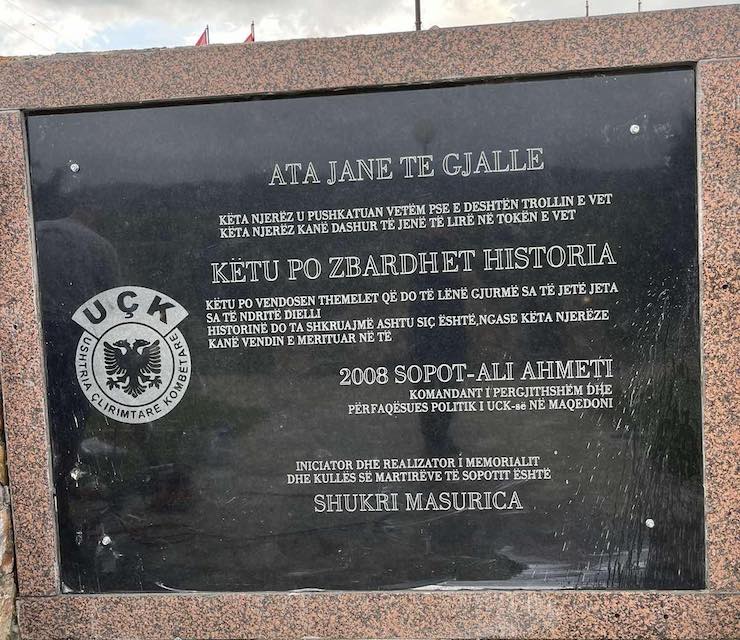 ATA JANE TE GJALLE
KËTA NJERËZ U PUSHKATUAN VETËM PSE E DESHTËN TROLLIN E VET
KËTA NJERËZ KANË DASHUR TË JENË TË LIRË NË TOKËN E VET
KËTU PO ZBARDHET HISTORIA
KËTU PO VENDOSEN THEMELET QË DO TË LËNË GJURMË SA TË JETË JETA
SA TË NDRITË DIELLI
HISTORINË DO TA SHKRUAJMË ASHTU SIÇ ËSHTË,NGASE KËTA NJERËZE
KANË VENDIN E MERITUAR NË TË
UÇK
USHTRIA ÇLIRIMTARE KOMBËTARE
2008 SOPOT-ALI AHMETI
KOMANDANT I PERGJITHSHËM DHE
PËRFAQËSUES POLITIK I UCK-së NË MAQEDONI
INICIATOR DHE REALIZATOR I MEMORIALIT
DHE KULLËS SË MARTIRËVE TË SOPOTIT ËSHTË
SHUKRI MASURICA